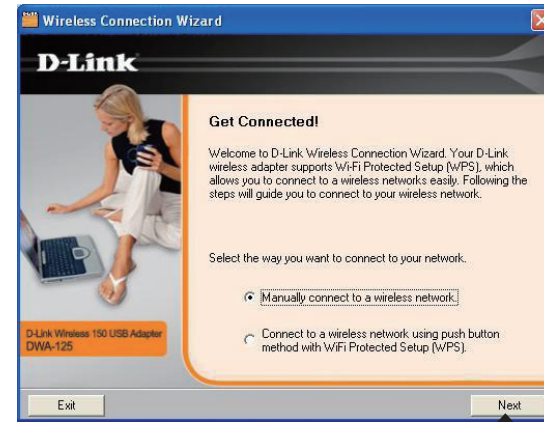 Wireless Connection Wizard
D-Link
Get Connected!
Welcome to D-Link Wireless Connection Wizard. Your D-Link
wireless adapter supports Wi-Fi Protected Setup (WPS), which
allows you to connect to a wireless networks easily. Following the
steps will guide you to connect to your wireless network.
Select the way you want to connect to your network.
Manually connect to a wireless network.
Connect to a wireless network using push button
method with WiFi Protected Setup (WPS).
D-Link Wireless 150 USB Adapter
DWA-125
Exit
Next